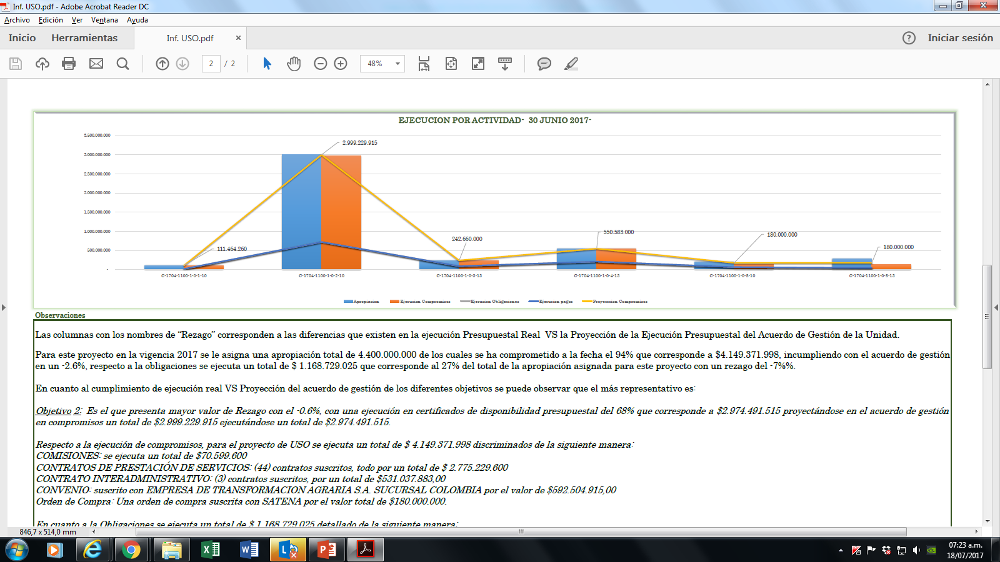 Inf. USO.pdf - Adobe Acrobat Reader DC
Archivo Edición Ver Ventana Ayuda
Inicio Herramientas Inf. USO.pdf × ? Iniciar sesión
2 / 2 48%
EJECUCION POR ACTIVIDAD- 30 JUNIO 2017-
3.500.000.000
3.000.000.000
2.500.000.000
2.000.000.000
1.500.000.000
1.000.000.000
500.000.000
-
111.464.260
2.999.229.915
242.660.000
550.583.000
180.000.000
180.000.000
C-1704-1100-1-0-1-10 C-1704-1100-1-0-2-10 C-1704-1100-1-0-3-15 C-1704-1100-1-0-4-15 C-1704-1100-1-0-5-10 C-1704-1100-1-0-5-15
Apropiacion Ejecucion Compromisos Ejecucion Obligaciones Ejecucion pagos Proyecccion Compromisos
Observaciones
Las columnas con los nombres de “Rezago” corresponden a las diferencias que existen en la ejecución Presupuestal Real VS la Proyección de la Ejecución Presupuestal del Acuerdo de Gestión de la Unidad.
Para este proyecto en la vigencia 2017 se le asigna una apropiación total de 4.400.000.000 de los cuales se ha comprometido a la fecha el 94% que corresponde a $4.149.371.998, incumpliendo con el acuerdo de gestión
en un -2.6%, respecto a la obligaciones se ejecuta un total de $ 1.168.729.025 que corresponde al 27% del total de la apropiación asignada para este proyecto con un rezago del -7%%.
En cuanto al cumplimiento de ejecución real VS Proyección del acuerdo de gestión de los diferentes objetivos se puede observar que el más representativo es:
Objetivo 2: Es el que presenta mayor valor de Rezago con el -0.6%, con una ejecución en certificados de disponibilidad presupuestal del 68% que corresponde a $2.974.491.515 proyectándose en el acuerdo de gestión
en compromisos un total de $2.999.229.915 ejecutándose un total de $2.974.491.515.
Respecto a la ejecución de compromisos, para el proyecto de USO se ejecuta un total de $ 4.149.371.998 discriminados de la siguiente manera:
COMISIONES: se ejecuta un total de $70.599.600
CONTRATOS DE PRESTACIÓN DE SERVICIOS: (44) contratos suscritos, todo por un total de $ 2.775.229.600
CONTRATO INTERADMINISTRATIVO: (3) contratos suscritos, por un total de $531.037.883,00
CONVENIO: suscrito con EMPRESA DE TRANSFORMACION AGRARIA S.A. SUCURSAL COLOMBIA por el valor de $592.504.915,00
Orden de Compra: Una orden de compra suscrita con SATENA por el valor total de $180.000.000.
En cuanto a la Obligaciones se ejecuta un total de $ 1.168.729.025 detallado de la siguiente manera:
846,7 x 514,0 mm
07:23 a.m.
18/07/2017